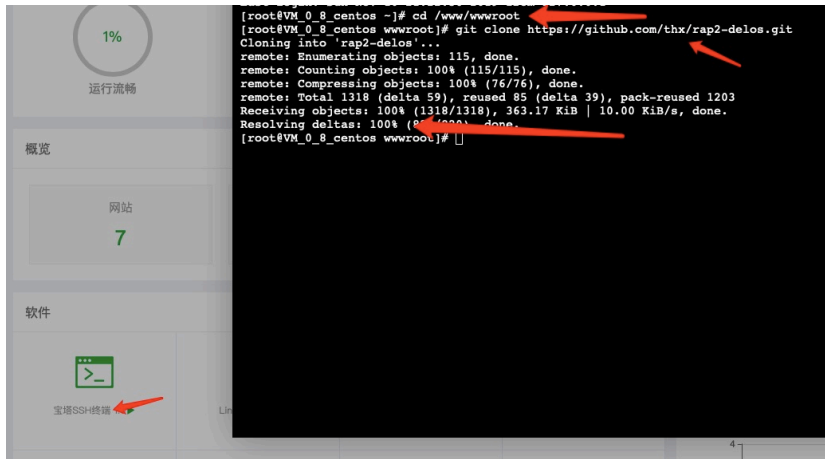 1%
运行流畅
概览
网站
7
软件
宝塔SSH终端
Lin
[root@VM_0_8_centos ~]# cd /www/wwwroot
[root@VM_0_8_centos wwwroot]# git clone https://github.com/thx/rap2-delos.git
Cloning into 'rap2-delos'...
remote: Enumerating objects: 115, done.
remote: Counting objects: 100% (115/115), done.
remote: Compressing objects: 100% (76/76), done.
remote: Total 1318 (delta 59), reused 85 (delta 39), pack-reused 1203
Receiving objects: 100% (1318/1318), 363.17 KiB | 10.00 KiB/s, done.
Resolving deltas: 100% done.
[root@VM_0_8_centos wwwroot]#
4